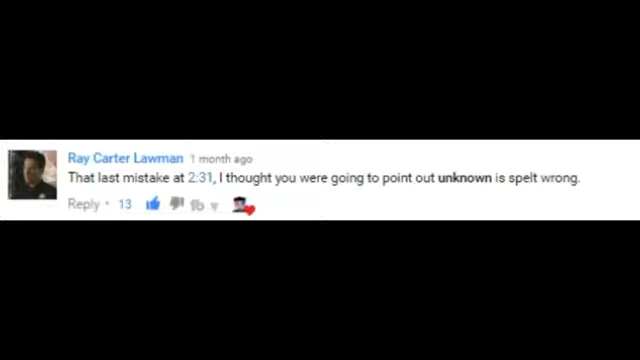 Ray Carter Lawman 1 month ago
That last mistake at 2:31, I thought you were going to point out unknown is spelt wrong.
Reply • 13